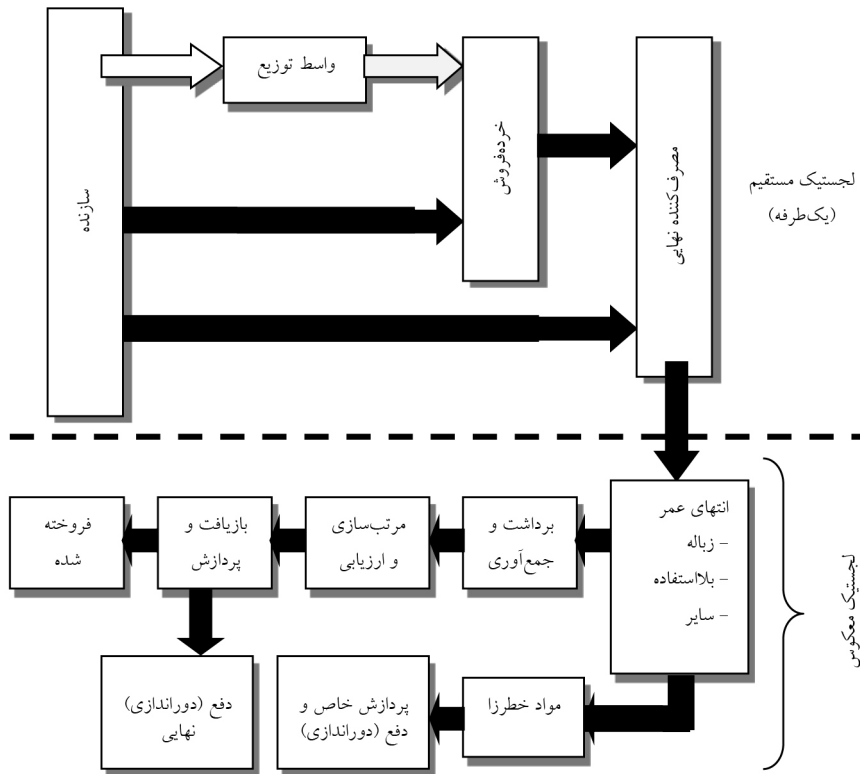 سازنده
واسط توزیع
خرده‌فروش
مصرف‌کننده نهایی
لجستیک مستقیم
(یک‌طرفه)
انتهای عمر
– زباله
– بلااستفاده
– سایر
برداشت و
جمع‌آوری
مرتب‌سازی
و ارزیابی
بازیافت و
پردازش
فروخته
شده
لجستیک معکوس
مواد خطرزا
پردازش خاص و
دفع (دوراندازی)
دفع (دوراندازی)
نهایی